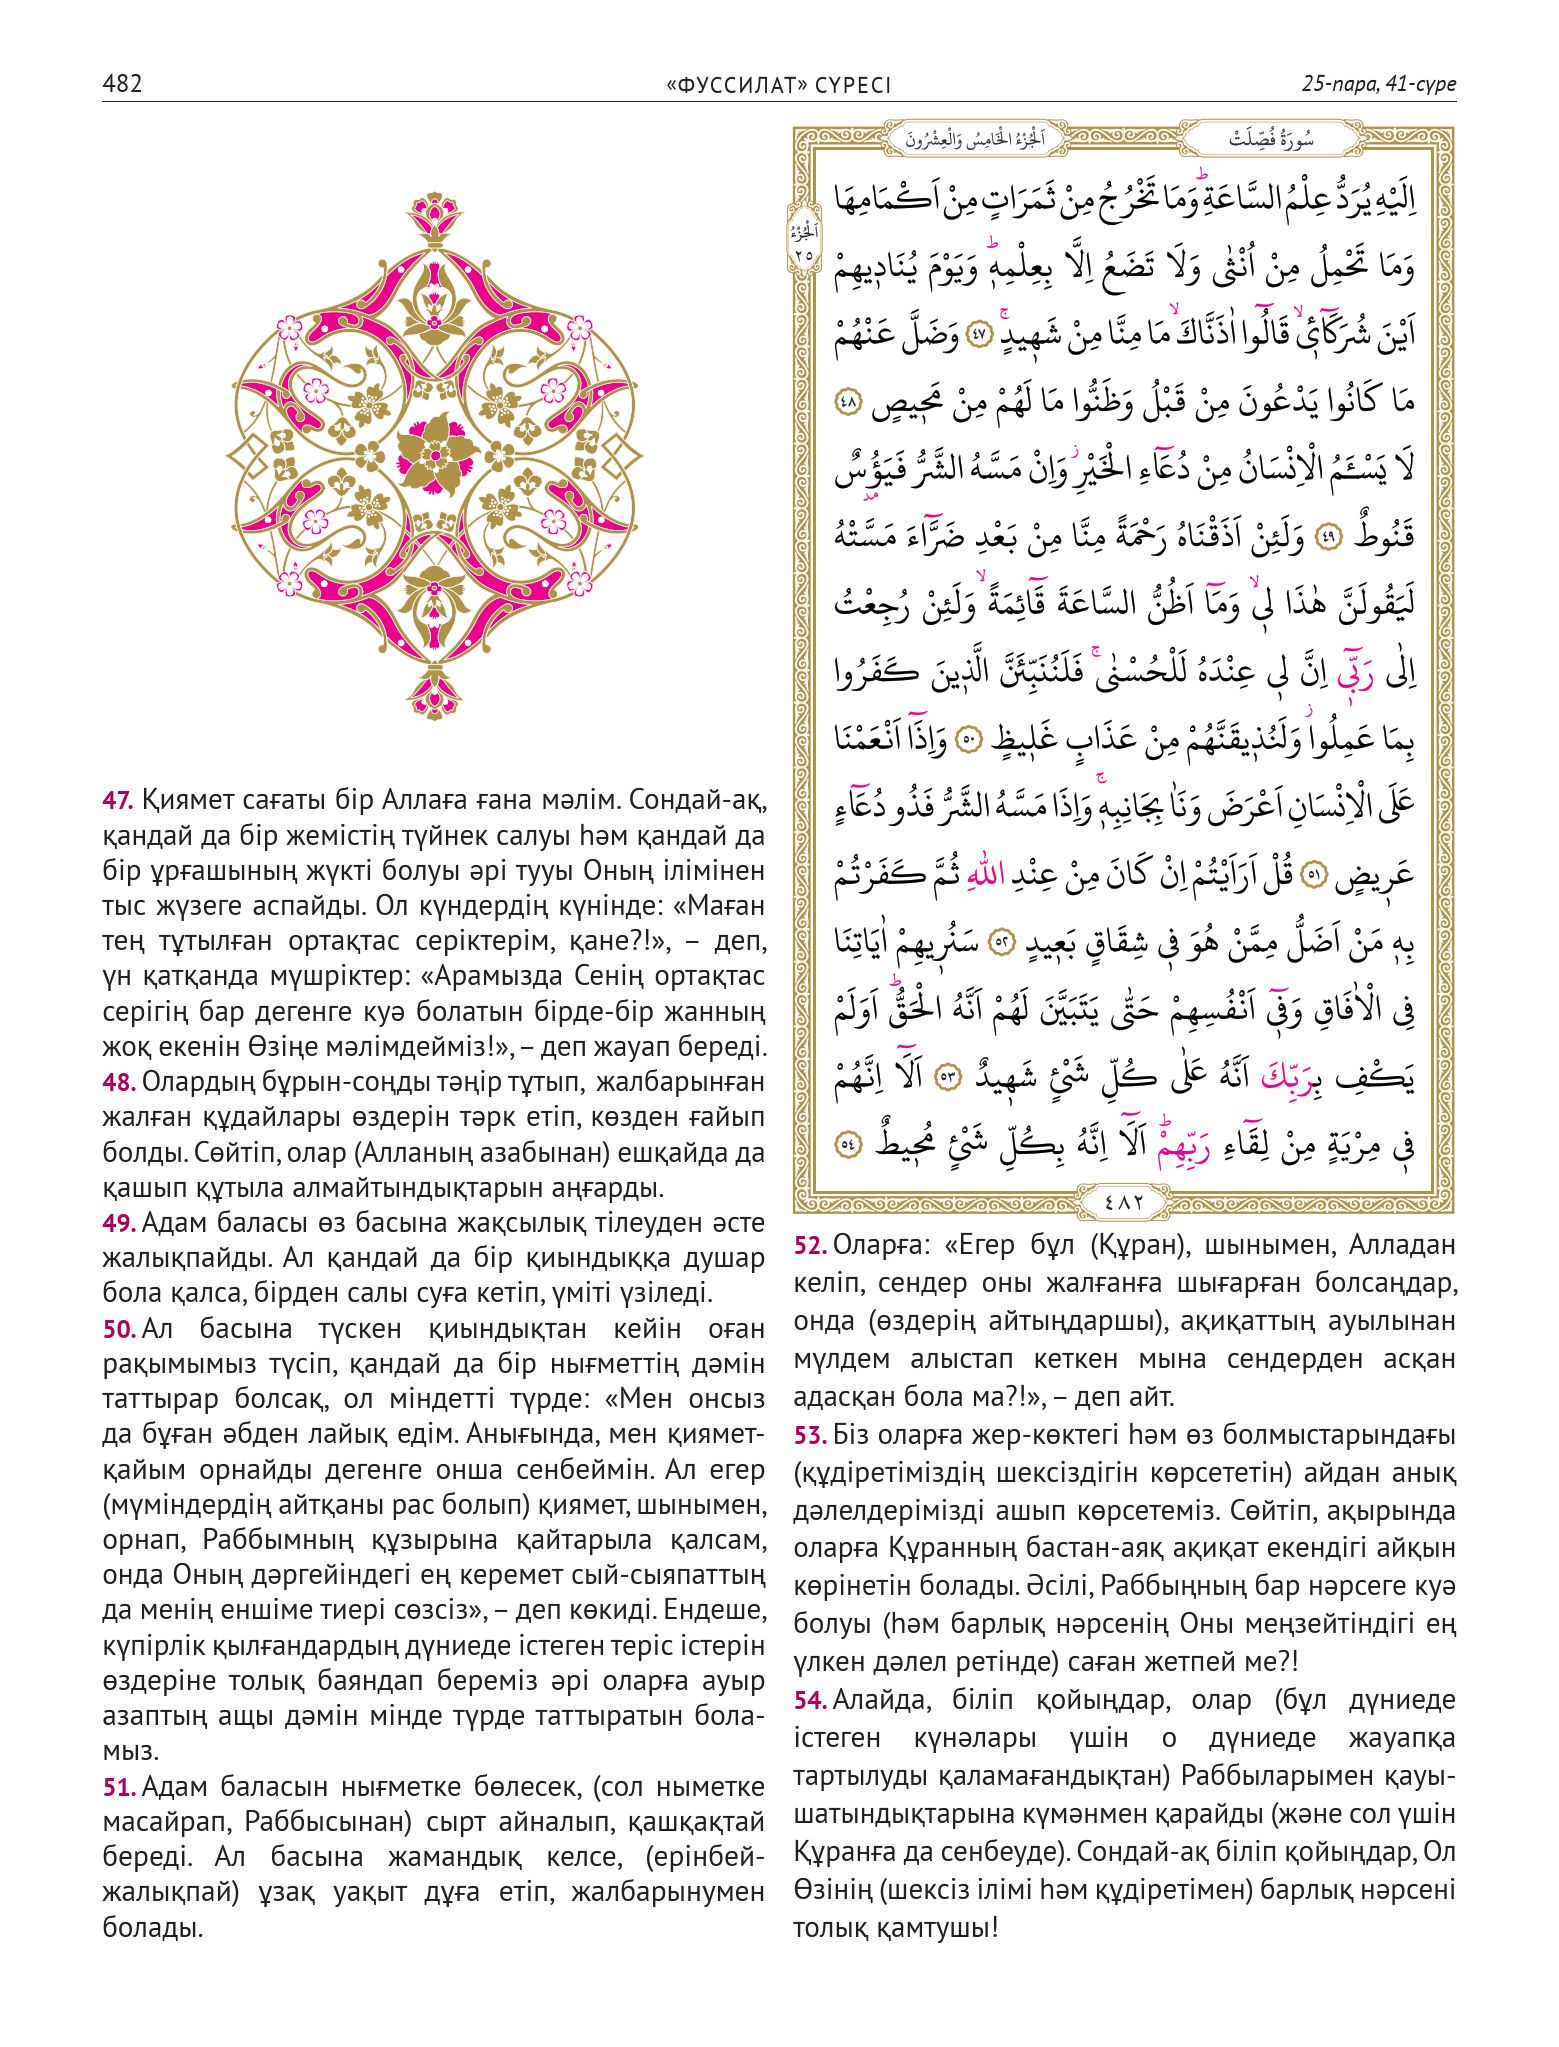 482
«ФУССИЛАТ» СҮРЕСІ
25-пара, 41-сүре
سُورَةُ فُصِّلَتْ
اَلْجُزْءُ الْخَامِسُ وَالْعِشْرُونَ
اَلْجُزْءُ
٢٥
اِلَيْهِ يُرَدُّ عِلْمُ السَّاعَةِۜ وَمَا تَخْرُجُ مِنْ ثَمَرَاتٍ مِنْ اَكْمَامِهَا
وَمَا تَحْمِلُ مِنْ اُنْثٰى وَلَا تَضَعُ اِلَّا بِعِلْمِه۪ۜ وَيَوْمَ يُنَاد۪يهِمْ
اَيْنَ شُرَكَٓاء۪يۙ قَالُٓوا اٰذَنَّاكَۙ مَا مِنَّا مِنْ شَه۪يدٍۚ ﴿٤٧﴾ وَضَلَّ عَنْهُمْ
مَا كَانُوا يَدْعُونَ مِنْ قَبْلُ وَظَنُّوا مَا لَهُمْ مِنْ مَح۪يصٍ ﴿٤٨﴾
لَا يَسْـَٔمُ الْاِنْسَانُ مِنْ دُعَٓاءِ الْخَيْرِۘ وَاِنْ مَسَّهُ الشَّرُّ فَيَؤُ۫سٌ
قَنُوطٌ ﴿٤٩﴾ وَلَئِنْ اَذَقْنَاهُ رَحْمَةً مِنَّا مِنْ بَعْدِ ضَرَّٓاءَ مَسَّتْهُ
لَيَقُولَنَّ هٰذَا ل۪يۙ وَمَٓا اَظُنُّ السَّاعَةَ قَٓائِمَةًۙ وَلَئِنْ رُجِعْتُ
اِلٰى رَبّ۪ٓي اِنَّ ل۪ي عِنْدَهُ لَلْحُسْنٰىۚ فَلَنُنَبِّئَنَّ الَّذ۪ينَ كَفَرُوا
بِمَا عَمِلُواۘ وَلَنُذ۪يقَنَّهُمْ مِنْ عَذَابٍ غَل۪يظٍ ﴿٥٠﴾ وَاِذَٓا اَنْعَمْنَا
عَلَى الْاِنْسَانِ اَعْرَضَ وَنَاٰ بِجَانِبِه۪ۚ وَاِذَا مَسَّهُ الشَّرُّ فَذُو دُعَٓاءٍ
عَر۪يضٍ ﴿٥١﴾ قُلْ اَرَاَيْتُمْ اِنْ كَانَ مِنْ عِنْدِ اللّٰهِ ثُمَّ كَفَرْتُمْ
بِه۪ مَنْ اَضَلُّ مِمَّنْ هُوَ ف۪ي شِقَاقٍ بَع۪يدٍ ﴿٥٢﴾ سَنُر۪يهِمْ اٰيَاتِنَا
فِي الْاٰفَاقِ وَف۪ٓي اَنْفُسِهِمْ حَتّٰى يَتَبَيَّنَ لَهُمْ اَنَّهُ الْحَقُّۜ اَوَلَمْ
يَكْفِ بِرَبِّكَ اَنَّهُ عَلٰى كُلِّ شَيْءٍ شَه۪يدٌ ﴿٥٣﴾ اَلَٓا اِنَّهُمْ
ف۪ي مِرْيَةٍ مِنْ لِقَٓاءِ رَبِّهِمْۜ اَلَٓا اِنَّهُ بِكُلِّ شَيْءٍ مُح۪يطٌ ﴿٥٤﴾
٤٨٢
47. Қиямет сағаты бір Аллаға ғана мәлім. Сондай-ақ,
қандай да бір жемістің түйнек салуы һәм қандай да
бір ұрғашының жүкті болуы әрі тууы Оның ілімінен
тыс жүзеге аспайды. Ол күндердің күнінде: «Маған
тең тұтылған ортақтас серіктерім, қане?!», – деп,
үн қатқанда мүшріктер: «Арамызда Сенің ортақтас
серігің бар дегенге куә болатын бірде-бір жанның
жоқ екенін Өзіңе мәлімдейміз!», – деп жауап береді.
48. Олардың бұрын-соңды тәңір тұтып, жалбарынған
жалған құдайлары өздерін тәрк етіп, көзден ғайып
болды. Сөйтіп, олар (Алланың азабынан) ешқайда да
қашып құтыла алмайтындықтарын аңғарды.
49. Адам баласы өз басына жақсылық тілеуден әсте
жалықпайды. Ал қандай да бір қиындыққа душар
бола қалса, бірден салы суға кетіп, үміті үзіледі.
50. Ал басына түскен қиындықтан кейін оған
рақымымыз түсіп, қандай да бір нығметтің дәмін
таттырар болсақ, ол міндетті түрде: «Мен онсыз
да бұған әбден лайық едім. Анығында, мен қиямет-
қайым орнайды дегенге онша сенбеймін. Ал егер
(мүміндердің айтқаны рас болып) қиямет, шынымен,
орнап, Раббымның құзырына қайтарыла қалсам,
онда Оның дәргейіндегі ең керемет сый-сыяпаттың
да менің еншіме тиері сөзсіз», – деп көкиді. Ендеше,
күпірлік қылғандардың дүниеде істеген теріс істерін
өздеріне толық баяндап береміз әрі оларға ауыр
азаптың ащы дәмін мінде түрде таттыратын бола-
мыз.
51. Адам баласын нығметке бөлесек, (сол ныметке
масайрап, Раббысынан) сырт айналып, қашқақтай
береді. Ал басына жамандық келсе, (ерінбей-
жалықпай) ұзақ уақыт дұға етіп, жалбарынумен
болады.
52. Оларға: «Егер бұл (Құран), шынымен, Алладан
келіп, сендер оны жалғанға шығарған болсаңдар,
онда (өздерің айтыңдаршы), ақиқаттың ауылынан
мүлдем алыстап кеткен мына сендерден асқан
адасқан бола ма?!», – деп айт.
53. Біз оларға жер-көктегі һәм өз болмыстарындағы
(құдіретіміздің шексіздігін көрсететін) айдан анық
дәлелдерімізді ашып көрсетеміз. Сөйтіп, ақырында
оларға Құранның бастан-аяқ ақиқат екендігі айқын
көрінетін болады. Әсілі, Раббыңның бар нәрсеге куә
болуы (һәм барлық нәрсенің Оны меңзейтіндігі ең
үлкен дәлел ретінде) саған жетпей ме?!
54. Алайда, біліп қойыңдар, олар (бұл дүниеде
істеген күнәлары үшін о дүниеде жауапқа
тартылуды қаламағандықтан) Раббыларымен қауы-
шатындықтарына күмәнмен қарайды (және сол үшін
Құранға да сенбеуде). Сондай-ақ біліп қойыңдар, Ол
Өзінің (шексіз ілімі һәм құдіретімен) барлық нәрсені
толық қамтушы!